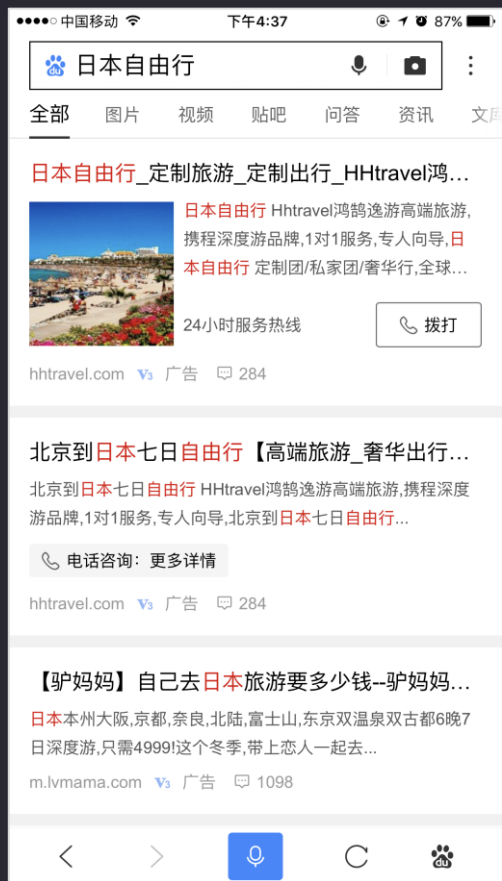 中国移动 下午4:37 87%
du 日本自由行
全部 图片 视频 贴吧 问答 资讯 文库
日本自由行_定制旅游_定制出行_HHtravel鸿…
日本自由行 Hhtravel鸿鹄逸游高端旅游,
携程深度游品牌,1对1服务,专人向导,日
本自由行 定制团/私家团/奢华行,全球...
24小时服务热线 拨打
hhtravel.com V3 广告 284
北京到日本七日自由行【高端旅游_奢华出行…
北京到日本七日自由行 HHtravel鸿鹄逸游高端旅游,携程深度
游品牌,1对1服务,专人向导,北京到日本七日自由行...
电话咨询：更多详情
hhtravel.com V3 广告 284
【驴妈妈】自己去日本旅游要多少钱--驴妈妈…
日本本州大阪,京都,奈良,北陆,富士山,东京双温泉双古都6晚7
日深度游,只需4999!这个冬季,带上恋人一起去...
m.lvmama.com V3 广告 1098
du